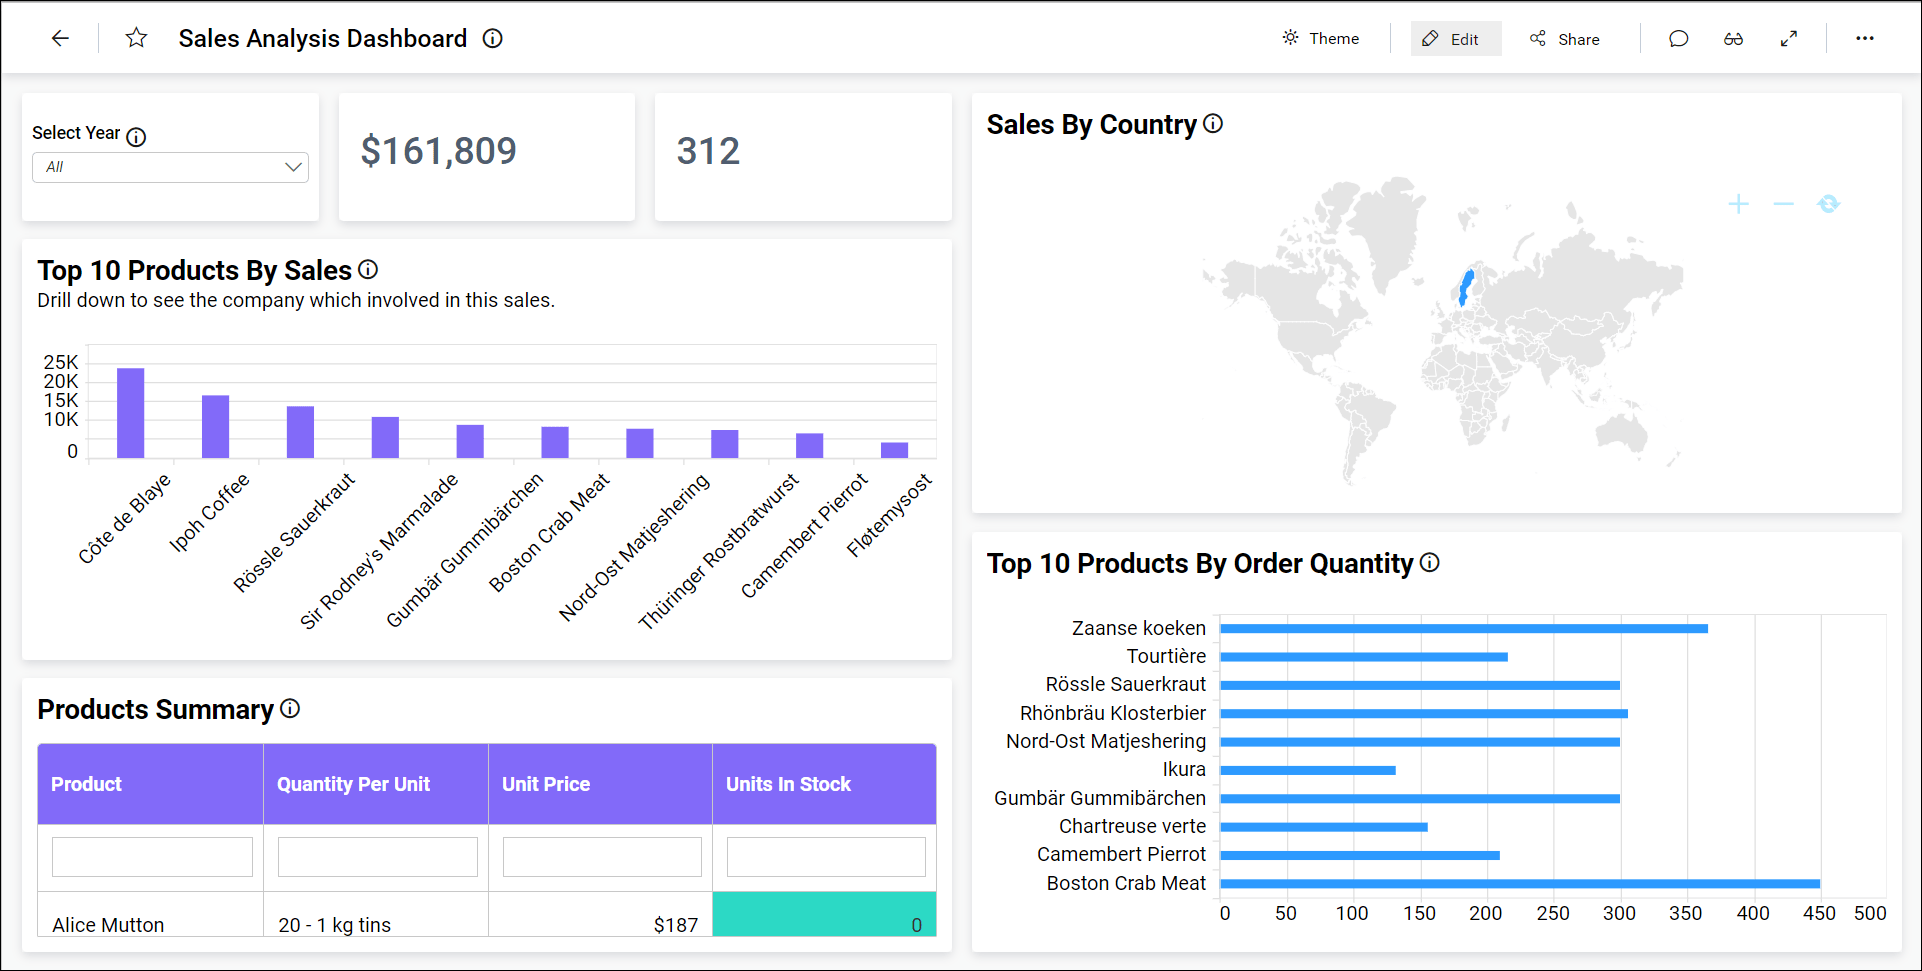 Sales Analysis Dashboard
Theme
Edit
Share
Select Year
All
$161,809
312
Top 10 Products By Sales
Drill down to see the company which involved in this sales.
25K
20K
15K
10K
0
Côte de Blaye
Ipoh Coffee
Rössle Sauerkraut
Sir Rodney's Marmalade
Gumbär Gummibärchen
Boston Crab Meat
Nord-Ost Matjeshering
Thüringer Rostbratwurst
Camembert Pierrot
Fløtemysost
Products Summary
Product Quantity Per Unit Unit Price Units In Stock
Alice Mutton 20 - 1 kg tins $187 0
Sales By Country
Top 10 Products By Order Quantity
Zaanse koeken
Tourtière
Rössle Sauerkraut
Rhönbräu Klosterbier
Nord-Ost Matjeshering
Ikura
Gumbär Gummibärchen
Chartreuse verte
Camembert Pierrot
Boston Crab Meat
0 50 100 150 200 250 300 350 400 450 500